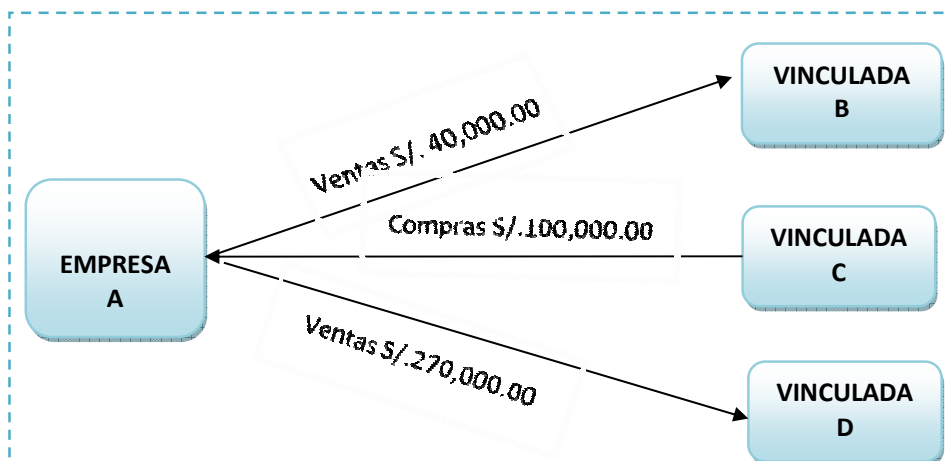 VINCULADA
B
Ventas S/. 40,000.00
Compras S/.100,000.00
VINCULADA
C
EMPRESA
A
Ventas S/.270,000.00
VINCULADA
D